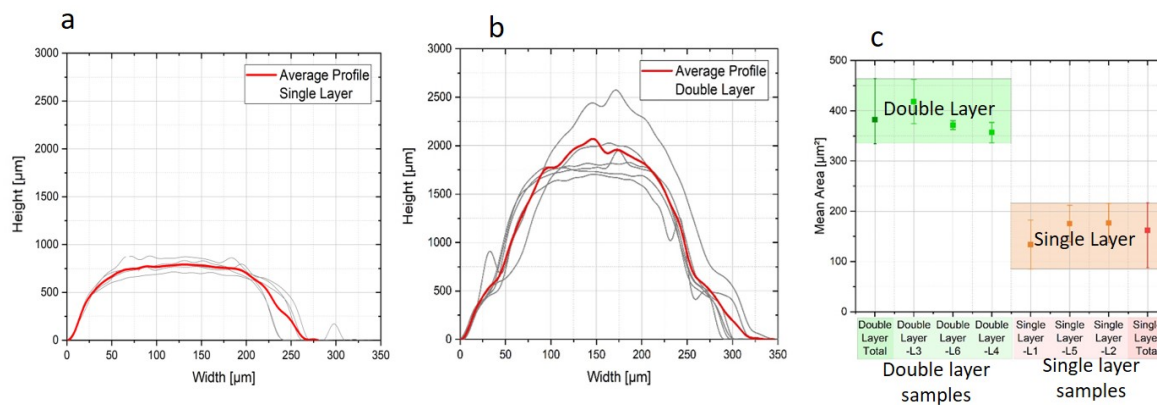 a
3000
2500
2000
1500
1000
500
0
Height [µm]
Average Profile
Single Layer
0 50 100 150 200 250 300 350
Width [µm]
b
3000
2500
2000
1500
1000
500
0
Height [µm]
Average Profile
Double Layer
0 50 100 150 200 250 300 350
Width [µm]
c
500
400
300
200
100
0
Mean Area [µm²]
Double Layer
Single Layer
Double Layer Total
Double Layer -L3
Double Layer -L6
Double Layer -L4
Single Layer -L1
Single Layer -L5
Single Layer -L2
Single Layer Total
Double layer
samples
Single layer
samples